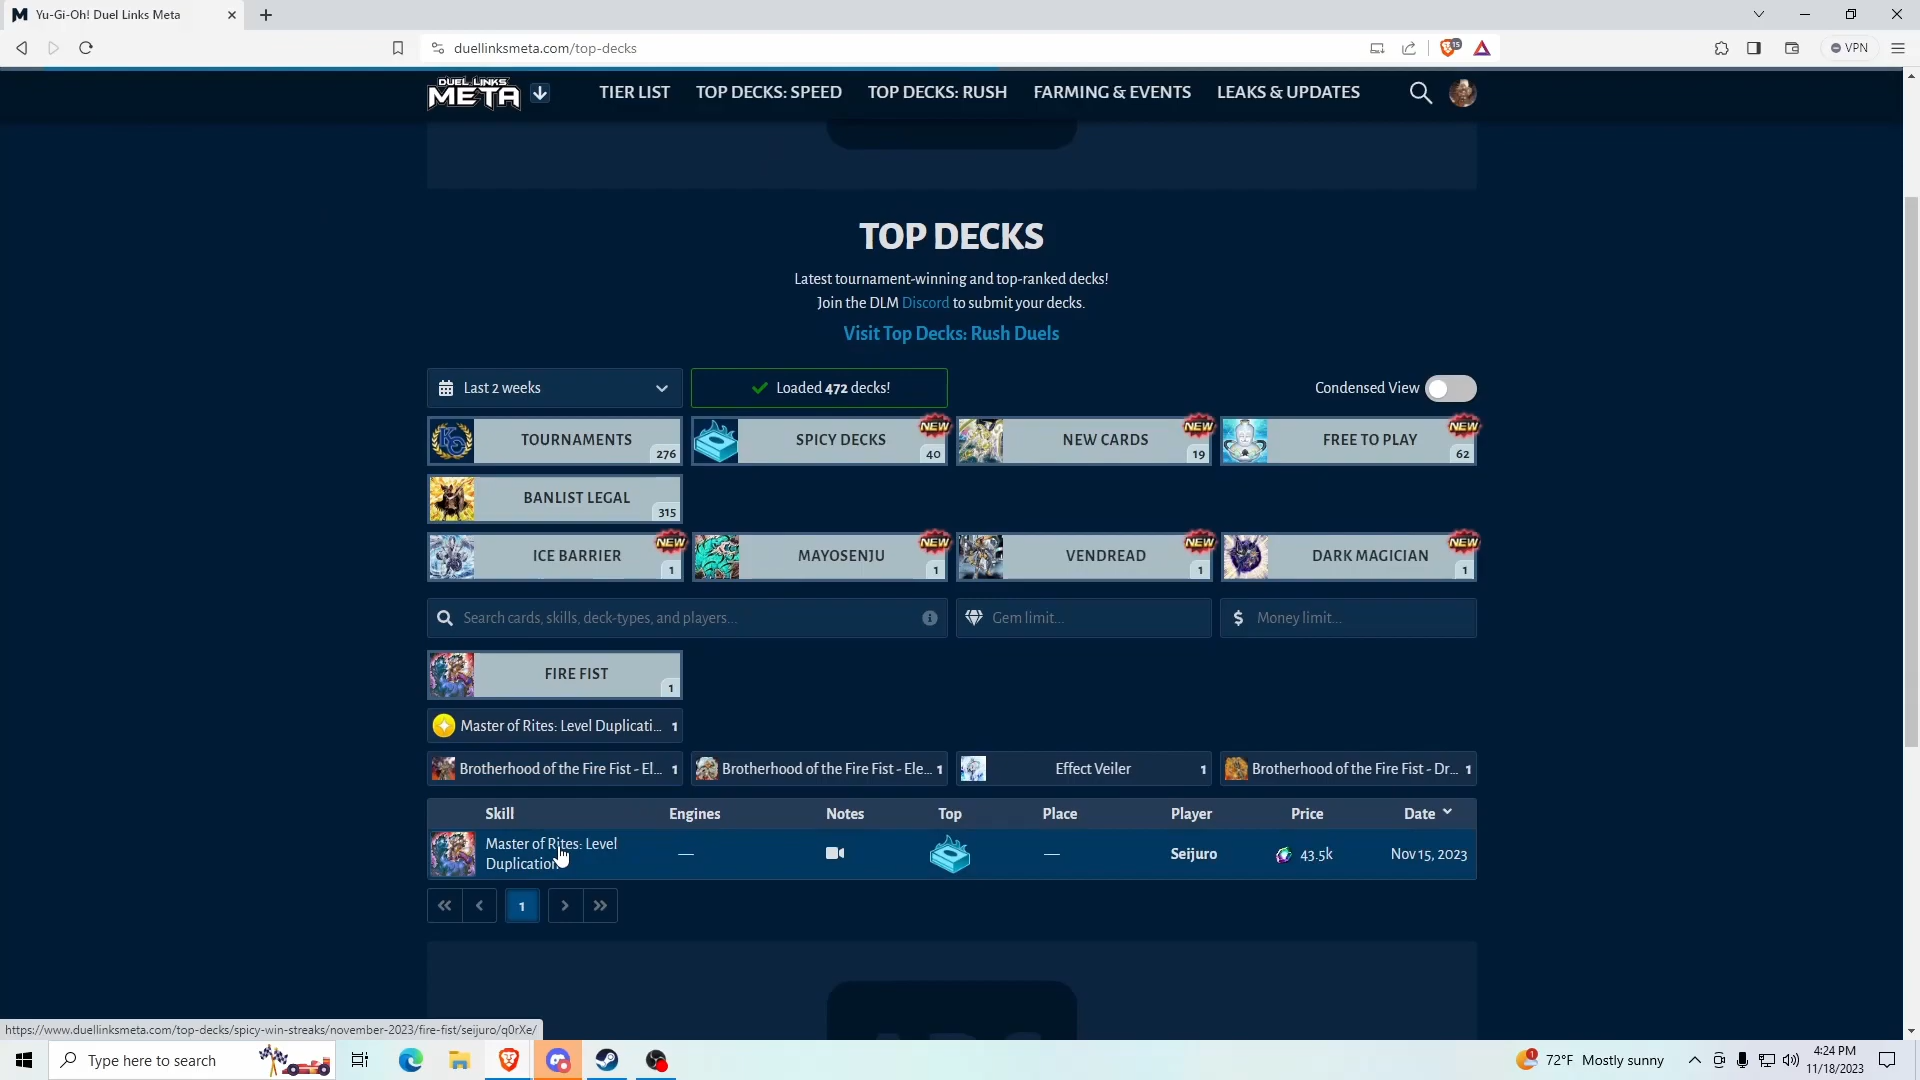 Yu-Gi-Oh! Duel Links Meta
duellinksmeta.com/top-decks
15
VPN
DUEL LINKS
META
TIER LIST
TOP DECKS: SPEED
TOP DECKS: RUSH
FARMING & EVENTS
LEAKS & UPDATES
TOP DECKS
Latest tournament-winning and top-ranked decks!
Join the DLM Discord to submit your decks.
Visit Top Decks: Rush Duels
Last 2 weeks
Loaded 472 decks!
Condensed View
TOURNAMENTS
276
SPICY DECKS
NEW
40
NEW CARDS
NEW
19
FREE TO PLAY
NEW
62
BANLIST LEGAL
315
ICE BARRIER
NEW
1
MAYOSENJU
NEW
1
VENDREAD
NEW
1
DARK MAGICIAN
NEW
1
Search cards, skills, deck-types, and players...
Gem limit...
$ Money limit...
FIRE FIST
1
Master of Rites: Level Duplicati... 1
Brotherhood of the Fire Fist - El... 1
Brotherhood of the Fire Fist - Ele... 1
Effect Veiler 1
Brotherhood of the Fire Fist - Dr... 1
Skill Engines Notes Top Place Player Price Date
Master of Rites: Level
Duplication
—
—
Seijuro
43.5k
Nov 15, 2023
1
https://www.duellinksmeta.com/top-decks/spicy-win-streaks/november-2023/fire-fist/seijuro/q0rXe/
Type here to search
72°F Mostly sunny
4:24 PM
11/18/2023